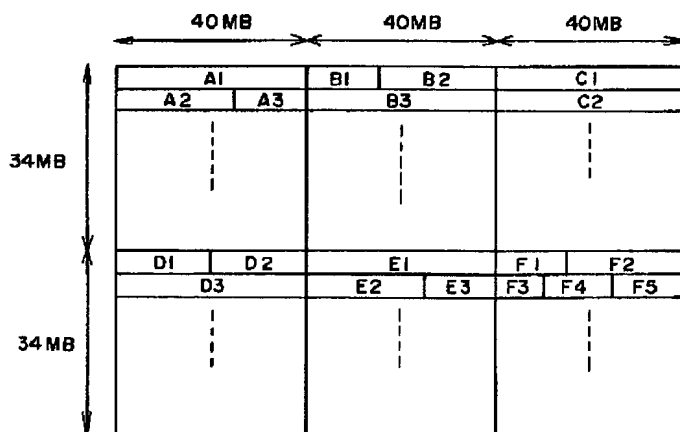 40MB 40MB 40MB
A1 B1 B2 C1
A2 A3 B3 C2
34MB
D1 D2 E1 F1 F2
D3 E2 E3 F3 F4 F5
34MB